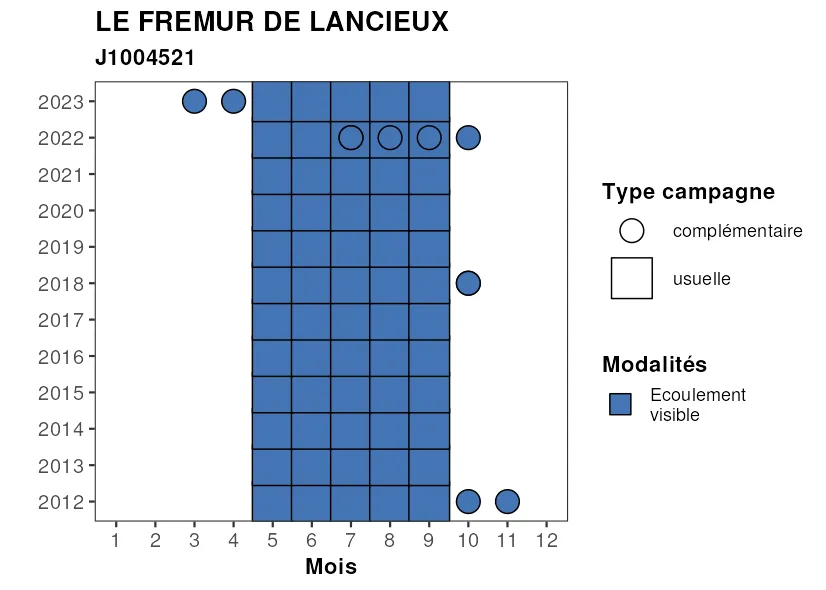 LE FREMUR DE LANCIEUX
J1004521
2023
2022
2021
2020
2019
2018
2017
2016
2015
2014
2013
2012
1 2 3 4 5 6 7 8 9 10 11 12
Mois
Type campagne
complémentaire
usuelle
Modalités
Ecoulement
visible